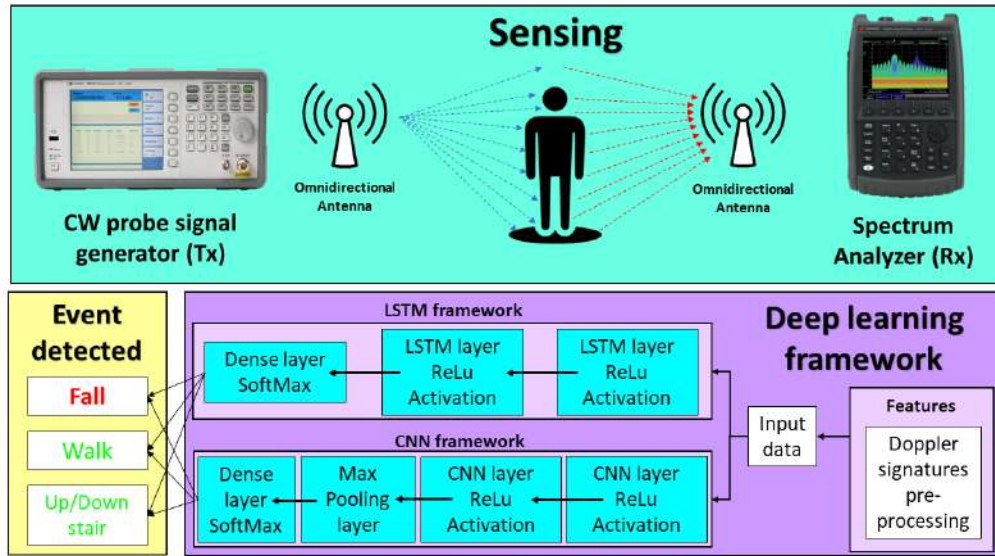 Sensing
Omnidirectional
Antenna
Omnidirectional
Antenna
CW probe signal
generator (Tx)
Spectrum
Analyzer (Rx)
Event
detected
Fall
Walk
Up/Down
stair
LSTM framework
Dense layer
SoftMax
LSTM layer
ReLu
Activation
LSTM layer
ReLu
Activation
CNN framework
Dense
layer
SoftMax
Max
Pooling
layer
CNN layer
ReLu
Activation
CNN layer
ReLu
Activation
Deep learning
framework
Input
data
Features
Doppler
signatures
pre-
processing